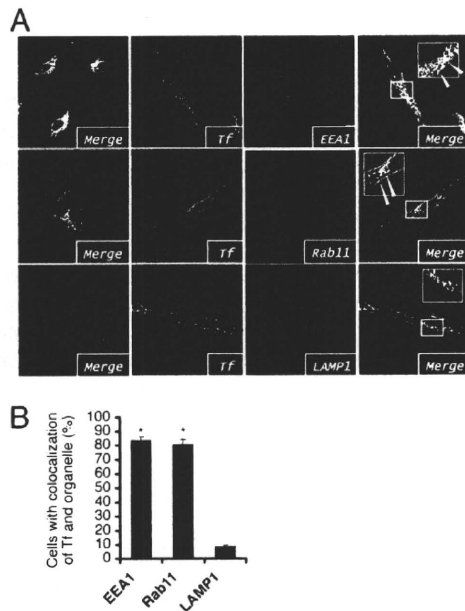 A
Merge Tf EEA1 Merge
Merge Tf Rab11 Merge
Merge Tf LAMP1 Merge
B
Cells with colocalization
of Tf and organelle (%)
90
80
70
60
50
40
30
20
10
0
* *
EEA1 Rab11 LAMP1